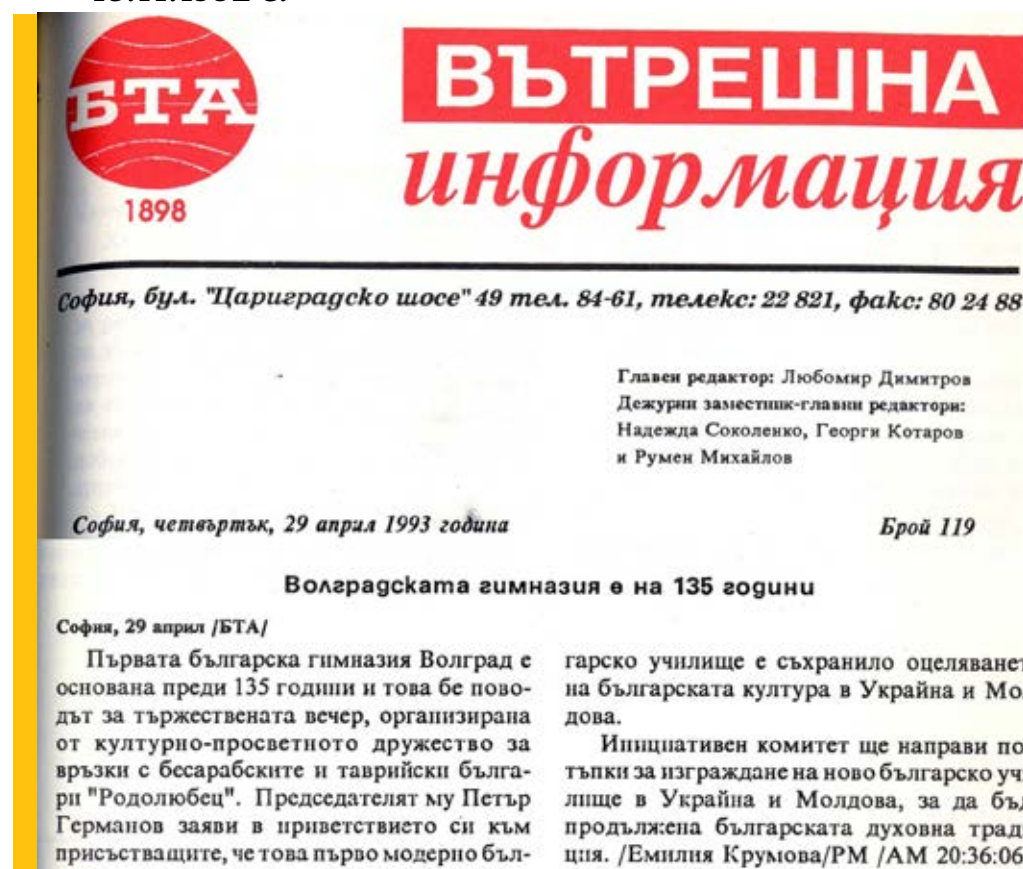 БТА
1898
ВЪТРЕШНА
информация
София, бул. "Цариградско шосе" 49 тел. 84-61, телекс: 22 821, факс: 80 24 88
Главен редактор: Любомир Димитров
Дежурни заместник-главни редактори:
Надежда Соколенко, Георги Котаров
и Румен Михайлов
София, четвъртък, 29 април 1993 година
Брой 119
Волградската гимназия е на 135 години
София, 29 април /БТА/
Първата българска гимназия Волград е
основана преди 135 години и това бе пово-
дът за тържествената вечер, организирана
от културно-просветното дружество за
връзки с бесарабските и таврийски бълга-
ри "Родолюбец". Председателят му Петър
Германов заяви в приветствието си към
присъстващите, че това първо модерно бъл-
гарско училище е съхранило оцеляванет
на българската култура в Украйна и Мо
дова.
Инициативен комитет ще направи по
тъпки за изграждане на ново българско учи
лище в Украйна и Молдова, за да бъд
продължена българската духовна трад
ция. /Емилия Крумова/РМ /АМ 20:36:06